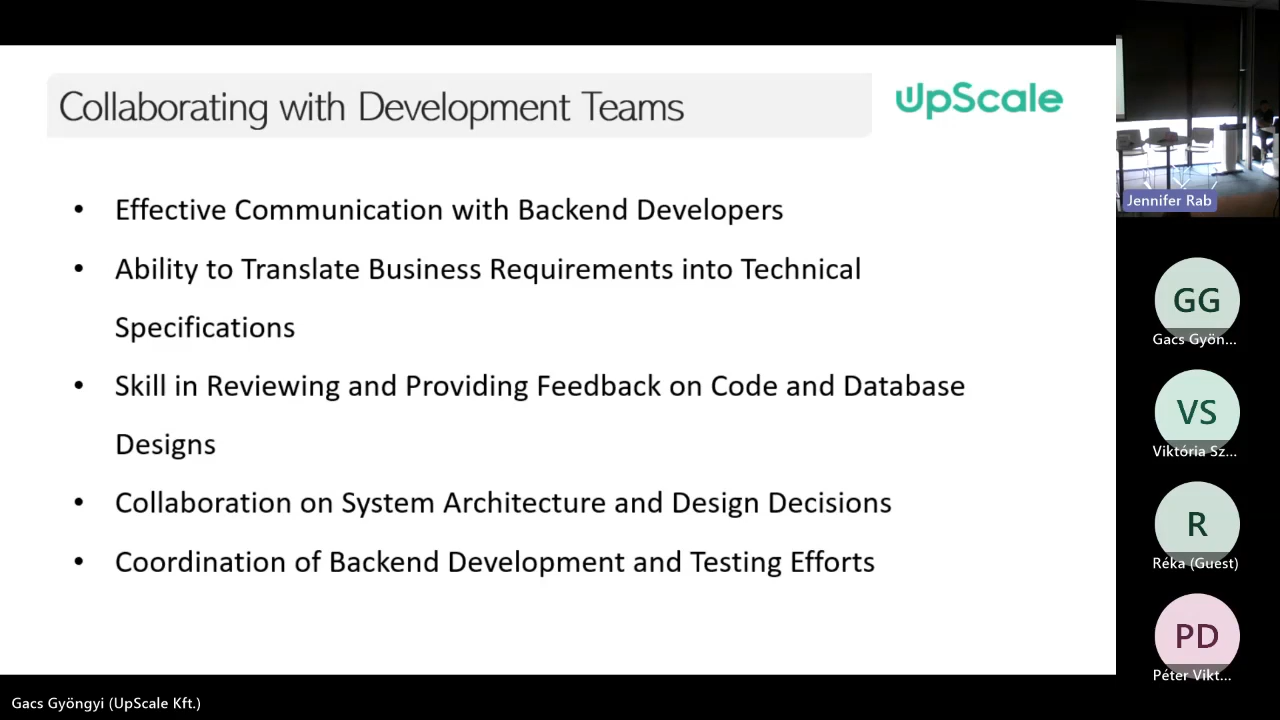 Collaborating with Development Teams
UpScale
• Effective Communication with Backend Developers
• Ability to Translate Business Requirements into Technical
Specifications
• Skill in Reviewing and Providing Feedback on Code and Database
Designs
• Collaboration on System Architecture and Design Decisions
• Coordination of Backend Development and Testing Efforts
Jennifer Rab
GG
Gacs Gyön...
VS
Viktória Sz...
R
Réka (Guest)
PD
Péter Vikt...
Gacs Gyöngyi (UpScale Kft.)